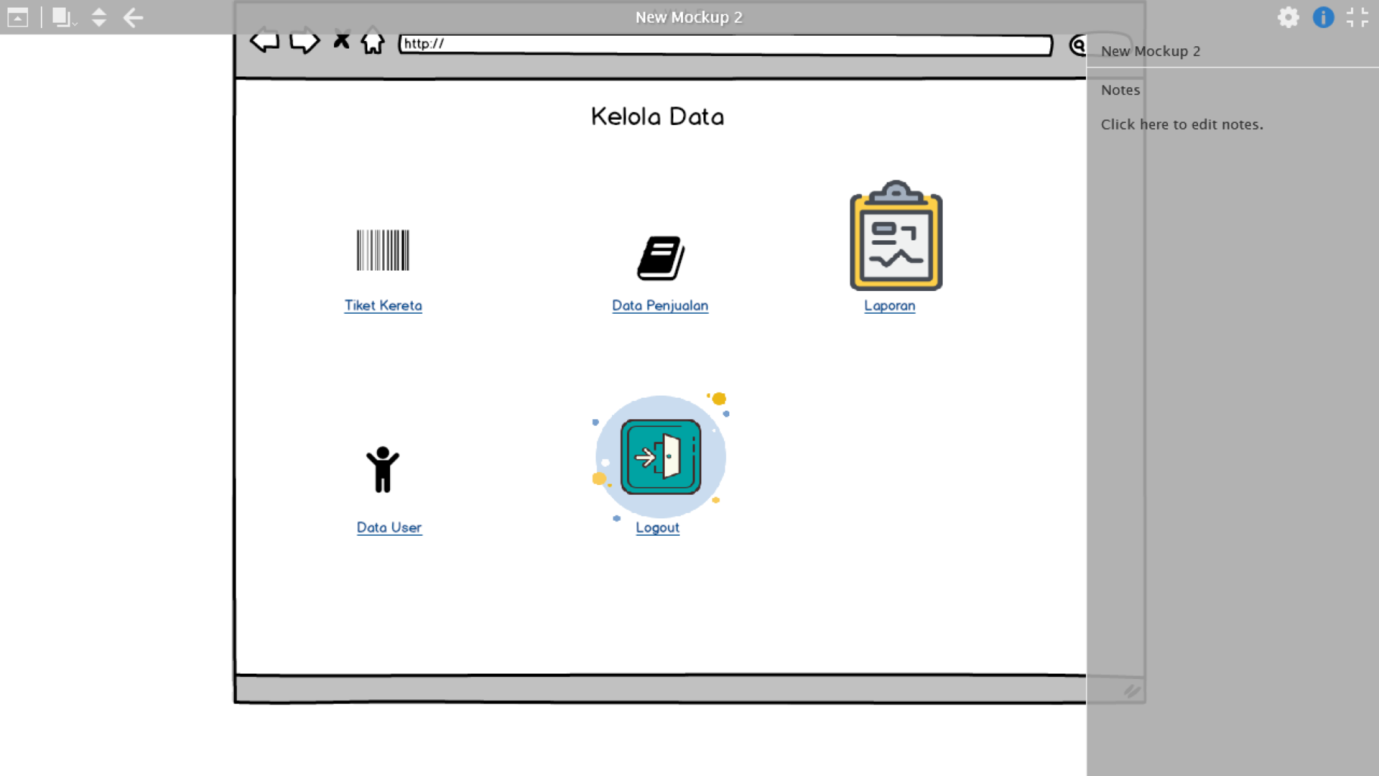 New Mockup 2
http://
New Mockup 2
Notes
Click here to edit notes.
Kelola Data
Tiket Kereta
Data Penjualan
Laporan
Data User
Logout